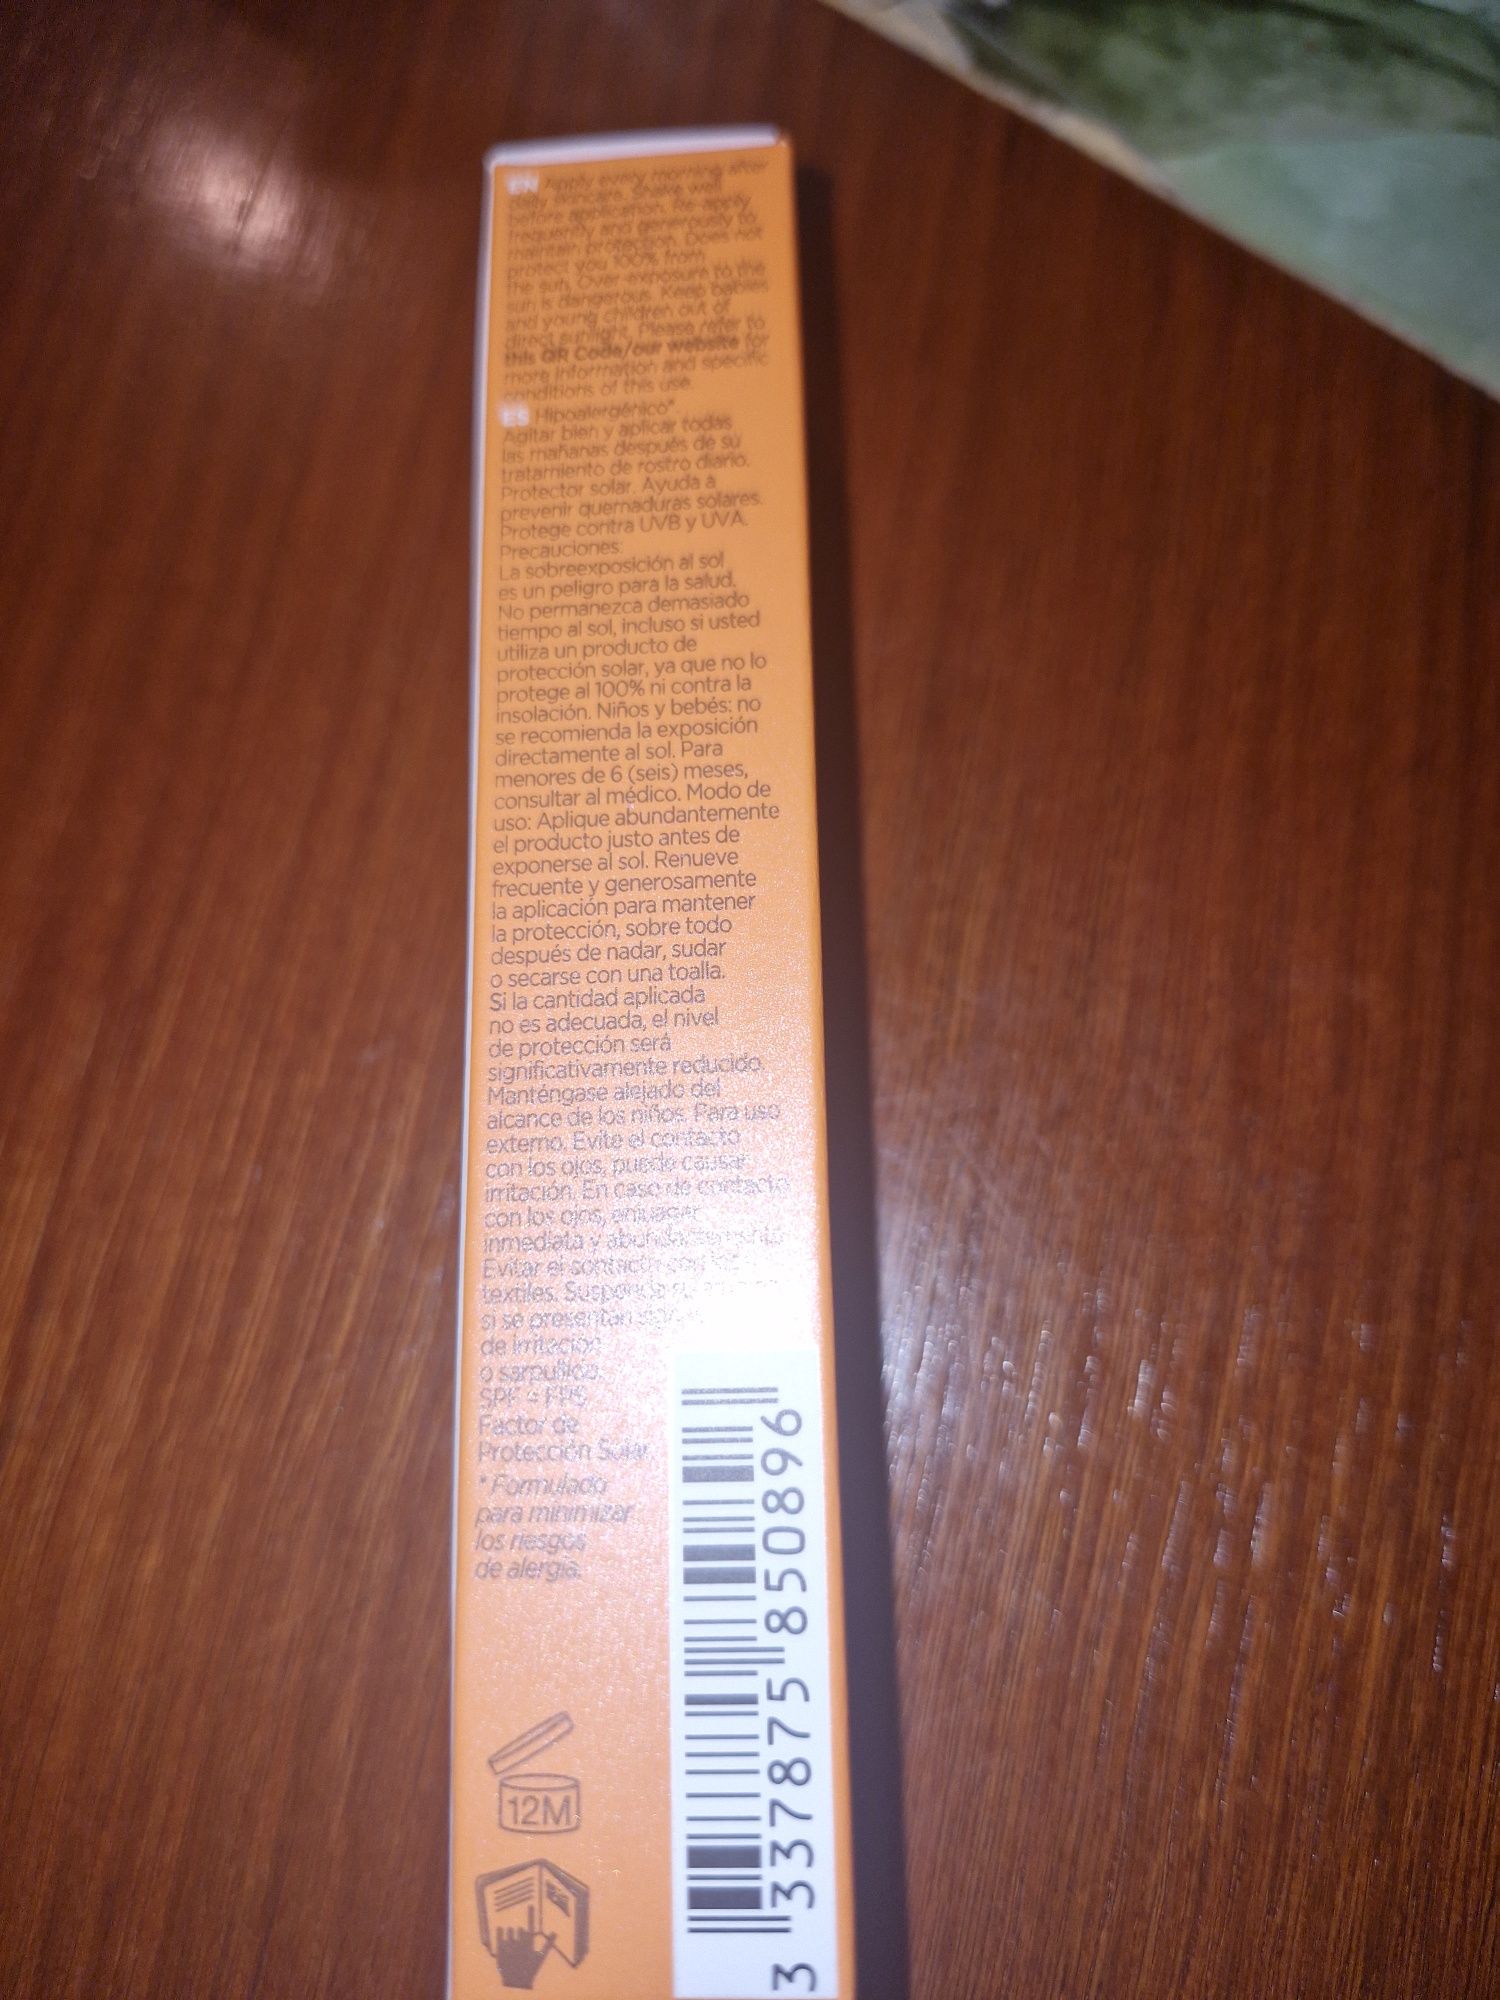 EN Apply every morning after
daily skincare. Shake well
before application. Re-apply
frequently and generously to
maintain protection. Does not
protect you 100% from
the sun. Over-exposure to the
sun is dangerous. Keep babies
and young children out of
direct sunlight. Please refer to
this QR Code/our website for
more information and specific
conditions of this use.
ES Hipoalergénico*
Agitar bien y aplicar todas
las mañanas después de su
tratamiento de rostro diario.
Protector solar. Ayuda a
prevenir quemaduras solares.
Protege contra UVB y UVA.
Precauciones:
La sobreexposición al sol
es un peligro para la salud.
No permanezca demasiado
tiempo al sol, incluso si usted
utiliza un producto de
protección solar, ya que no lo
protege al 100% ni contra la
insolación. Niños y bebés: no
se recomienda la exposición
directamente al sol. Para
menores de 6 (seis) meses,
consultar al médico. Modo de
uso: Aplique abundantemente
el producto justo antes de
exponerse al sol. Renueve
frecuente y generosamente
la aplicación para mantener
la protección, sobre todo
después de nadar, sudar
o secarse con una toalla.
Si la cantidad aplicada
no es adecuada, el nivel
de protección será
significativamente reducido.
Manténgase alejado del
alcance de los niños. Para uso
externo. Evite el contacto
con los ojos, puede causar
irritación. En caso de contacto
con los ojos, enjuagar
inmediata y abundantemente.
Evitar el contacto con
textiles. Suspenda su
si se presentan
de irritación
o sarpullido.
SPF = FPS
Factor de
Protección Solar
* Formulado
para minimizar
los riesgos
de alergia.
12M
3 337875 850896